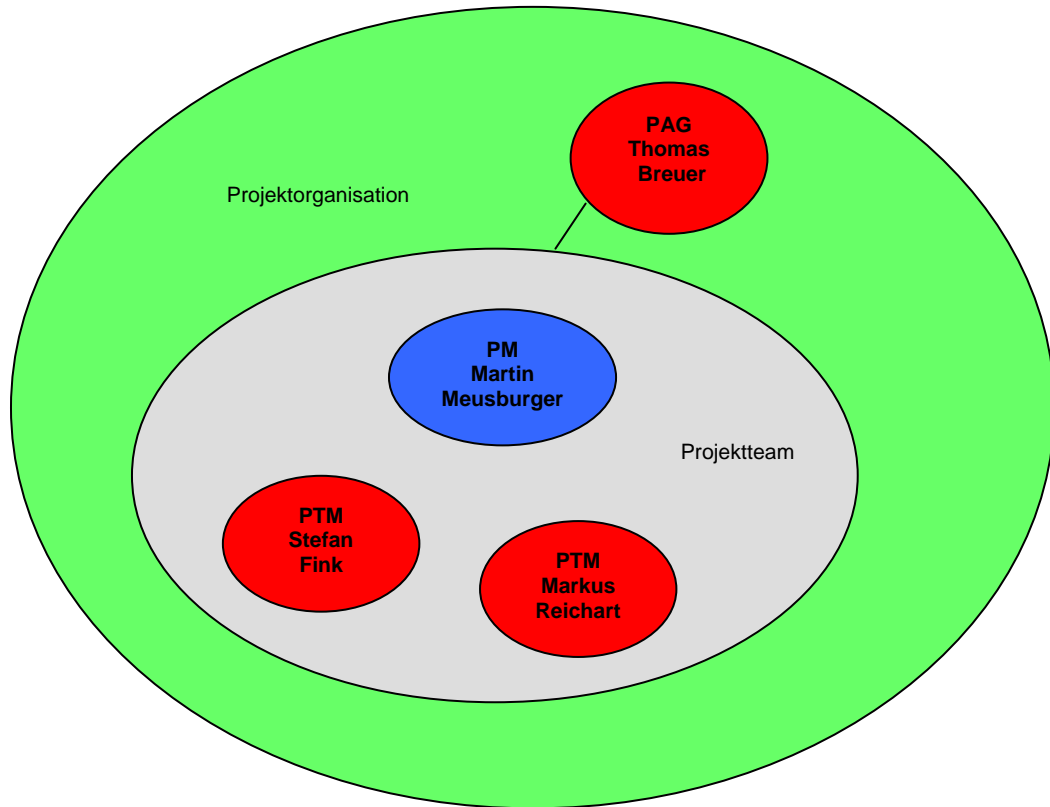 PAG
Thomas
Breuer
Projektorganisation
PM
Martin
Meusburger
Projektteam
PTM
Stefan
Fink
PTM
Markus
Reichart